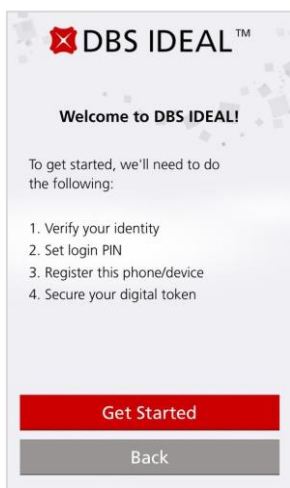 DBS IDEAL™
Welcome to DBS IDEAL!
To get started, we'll need to do
the following:
1. Verify your identity
2. Set login PIN
3. Register this phone/device
4. Secure your digital token
Get Started
Back